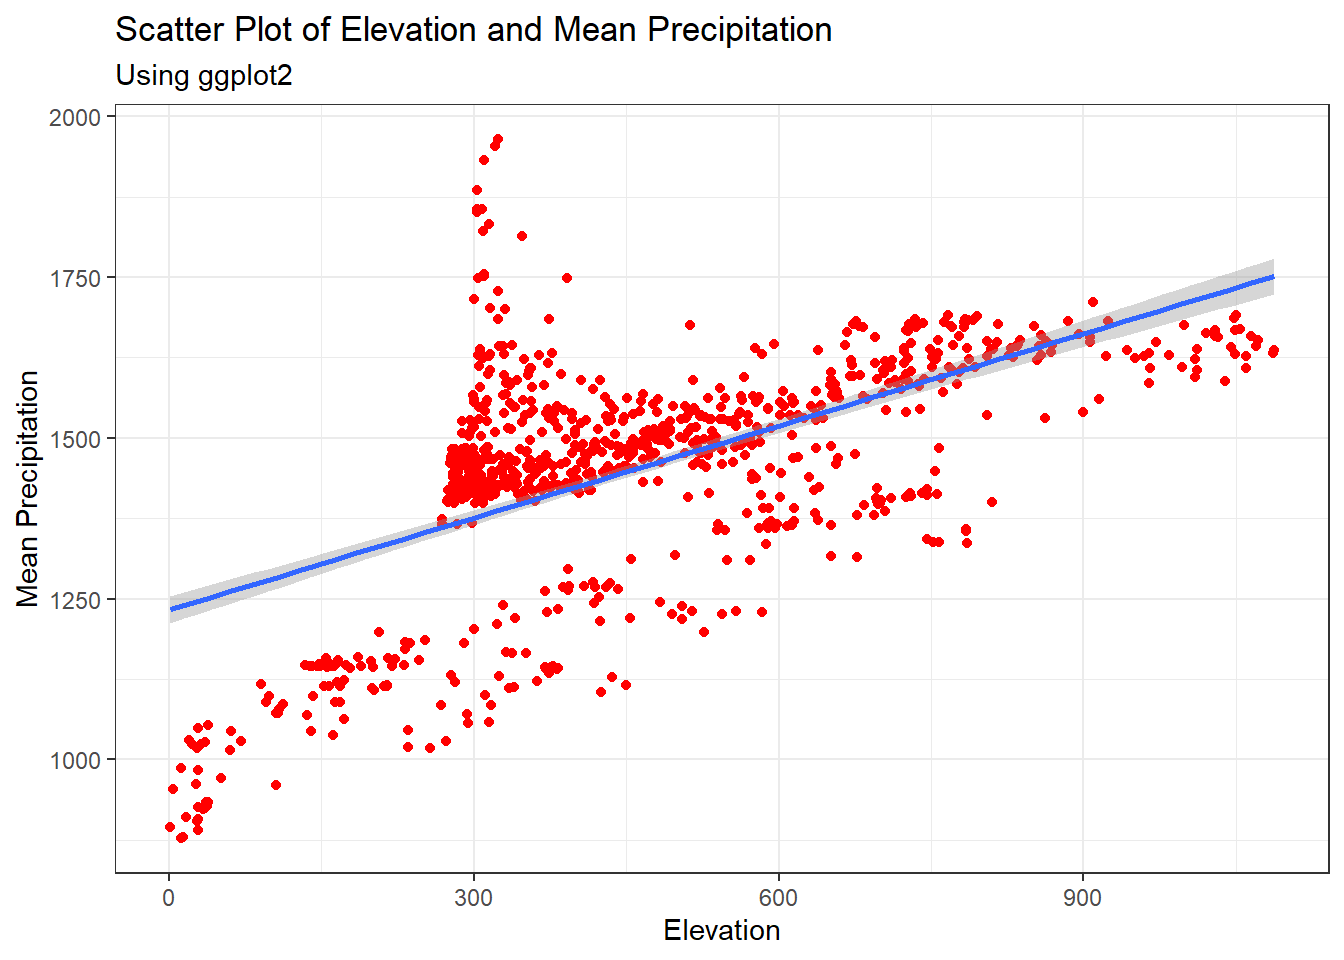 Scatter Plot of Elevation and Mean Precipitation
Using ggplot2
Mean Precipitation
2000
1750
1500
1250
1000
0
300
600
900
Elevation